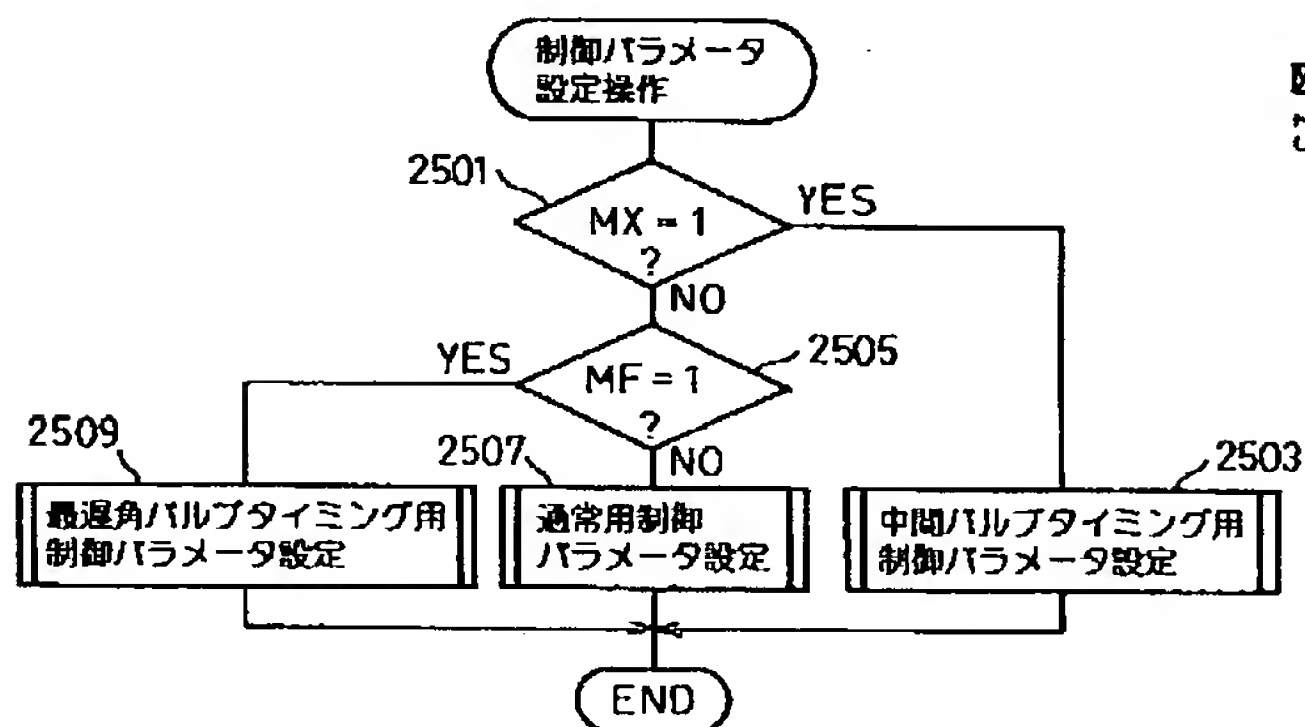 制御パラメータ
設定操作
2501
MX = 1
?
YES
NO
YES
MF = 1
?
2505
NO
2509
最遅角バルブタイミング用
制御パラメータ設定
2507
通常用制御
パラメータ設定
2503
中間バルブタイミング用
制御パラメータ設定
END